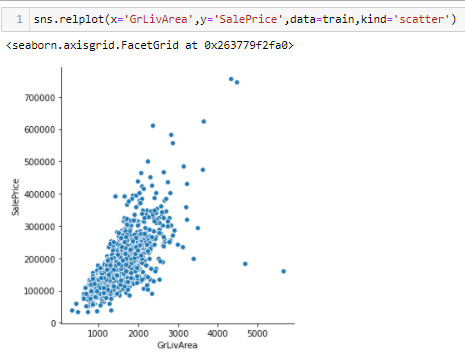 1 sns.relplot(x='GrLivArea',y='SalePrice',data=train,kind='scatter')
<seaborn.axisgrid.FacetGrid at 0x263779f2fa0>
700000
600000
500000
400000
300000
200000
100000
0
SalePrice
1000 2000 3000 4000 5000
GrLivArea